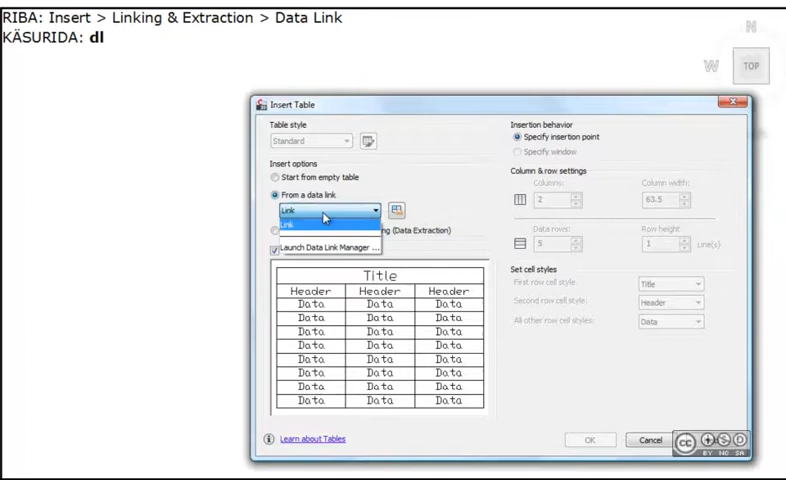 RIBA: Insert > Linking & Extraction > Data Link
KÄSURIDA: dl
N
W
TOP
Insert Table
Table style
Standard
Insert options
Start from empty table
From a data link
Link
Link
ng (Data Extraction)
Launch Data Link Manager ...
Title
Header Header Header
Data Data Data
Data Data Data
Data Data Data
Data Data Data
Data Data Data
Data Data Data
Data Data Data
Data Data Data
Learn about Tables
Insertion behavior
Specify insertion point
Specify window
Column & row settings
Columns: Column width:
2 63.5
Data rows: Row height:
5 1 Line(s)
Set cell styles
First row cell style: Title
Second row cell style: Header
All other row cell styles: Data
OK Cancel
CC
BY NC SA